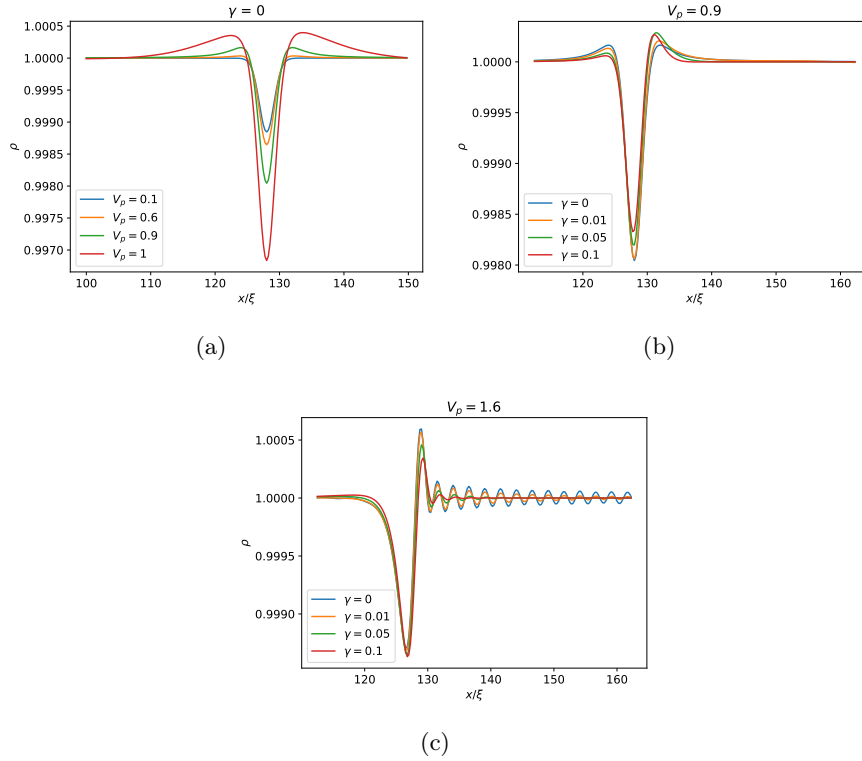 γ = 0
1.0005
1.0000
0.9995
0.9990
0.9985
0.9980
0.9975
0.9970
ρ
V_p = 0.1
V_p = 0.6
V_p = 0.9
V_p = 1
100 110 120 130 140 150
x/ξ
(a)
V_p = 0.9
1.0000
0.9995
0.9990
0.9985
0.9980
ρ
γ = 0
γ = 0.01
γ = 0.05
γ = 0.1
120 130 140 150 160
x/ξ
(b)
V_p = 1.6
1.0005
1.0000
0.9995
0.9990
ρ
γ = 0
γ = 0.01
γ = 0.05
γ = 0.1
120 130 140 150 160
x/ξ
(c)